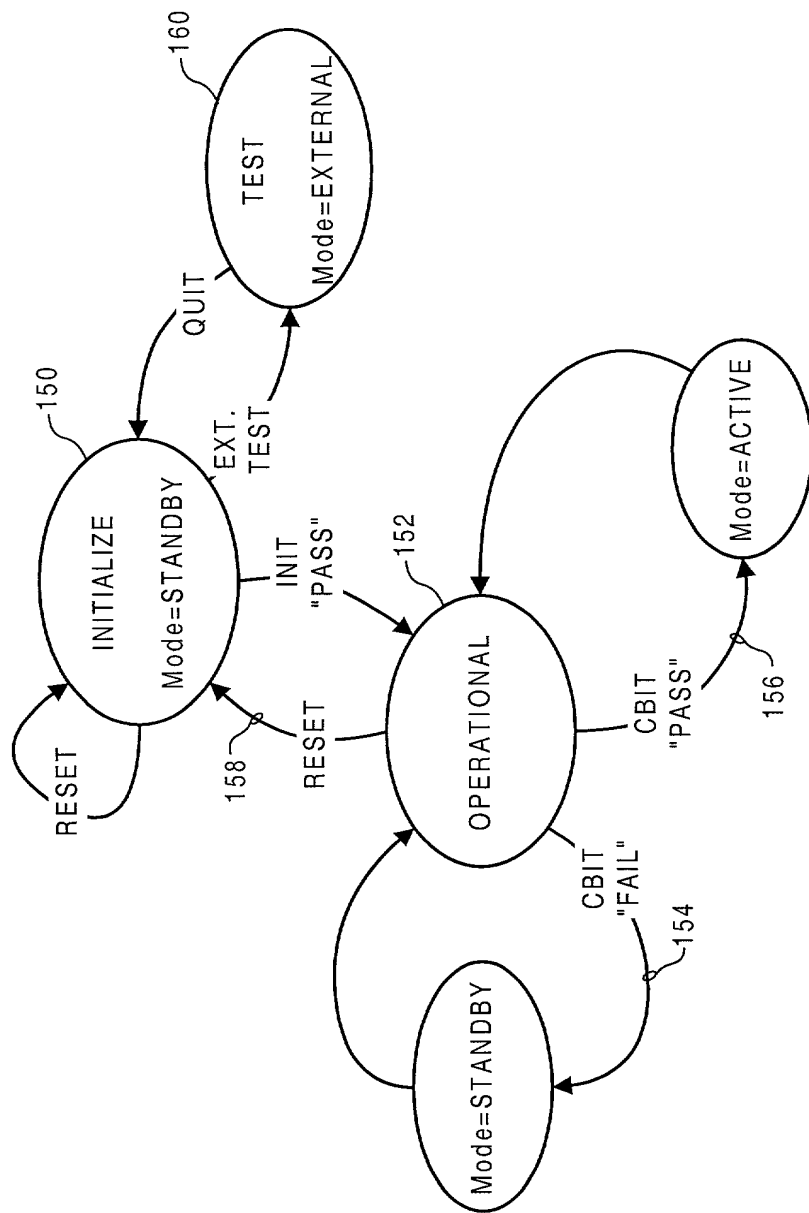 RESET
150
INITIALIZE
Mode=STANDBY
QUIT
160
TEST
Mode=EXTERNAL
EXT.
TEST
158
RESET
INIT
"PASS"
152
OPERATIONAL
CBIT
"FAIL"
154
Mode=STANDBY
CBIT
"PASS"
156
Mode=ACTIVE